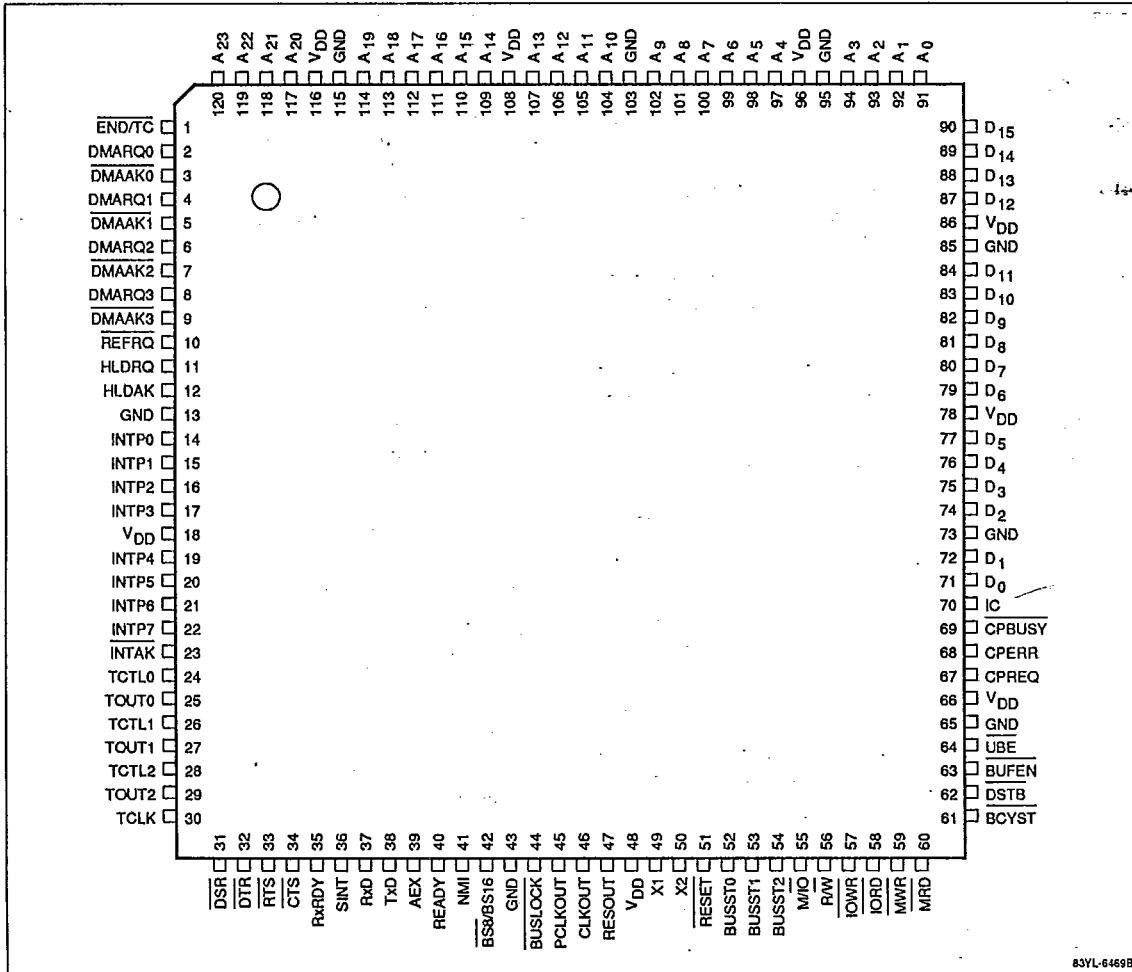 A23 A22 A21 A20 VDD GND A19 A18 A17 A16 A15 A14 VDD A13 A12 A11 A10 GND A9 A8 A7 A6 A5 A4 VDD GND A3 A2 A1 A0
120 119 118 117 116 115 114 113 112 111 110 109 108 107 106 105 104 103 102 101 100 99 98 97 96 95 94 93 92 91
END/TC 1
DMARQ0 2
DMAAK0 3
DMARQ1 4
DMAAK1 5
DMARQ2 6
DMAAK2 7
DMARQ3 8
DMAAK3 9
REFRQ 10
HLDRQ 11
HLDAK 12
GND 13
INTP0 14
INTP1 15
INTP2 16
INTP3 17
VDD 18
INTP4 19
INTP5 20
INTP6 21
INTP7 22
INTAK 23
TCTL0 24
TOUT0 25
TCTL1 26
TOUT1 27
TCTL2 28
TOUT2 29
TCLK 30
90 D15
89 D14
88 D13
87 D12
86 VDD
85 GND
84 D11
83 D10
82 D9
81 D8
80 D7
79 D6
78 VDD
77 D5
76 D4
75 D3
74 D2
73 GND
72 D1
71 D0
70 IC
69 CPBUSY
68 CPERR
67 CPREQ
66 VDD
65 GND
64 UBE
63 BUFEN
62 DSTB
61 BCYST
31 32 33 34 35 36 37 38 39 40 41 42 43 44 45 46 47 48 49 50 51 52 53 54 55 56 57 58 59 60
DSR DTR RTS CTS RxRDY SINT RxD TxD AEX READY NMI BS8/BS16 GND BUSLOCK PCLKOUT CLKOUT RESOUT VDD X1 X2 RESET BUSST0 BUSST1 BUSST2 M/IO R/W IOWR IORD MWR MRD
83YL-6469B